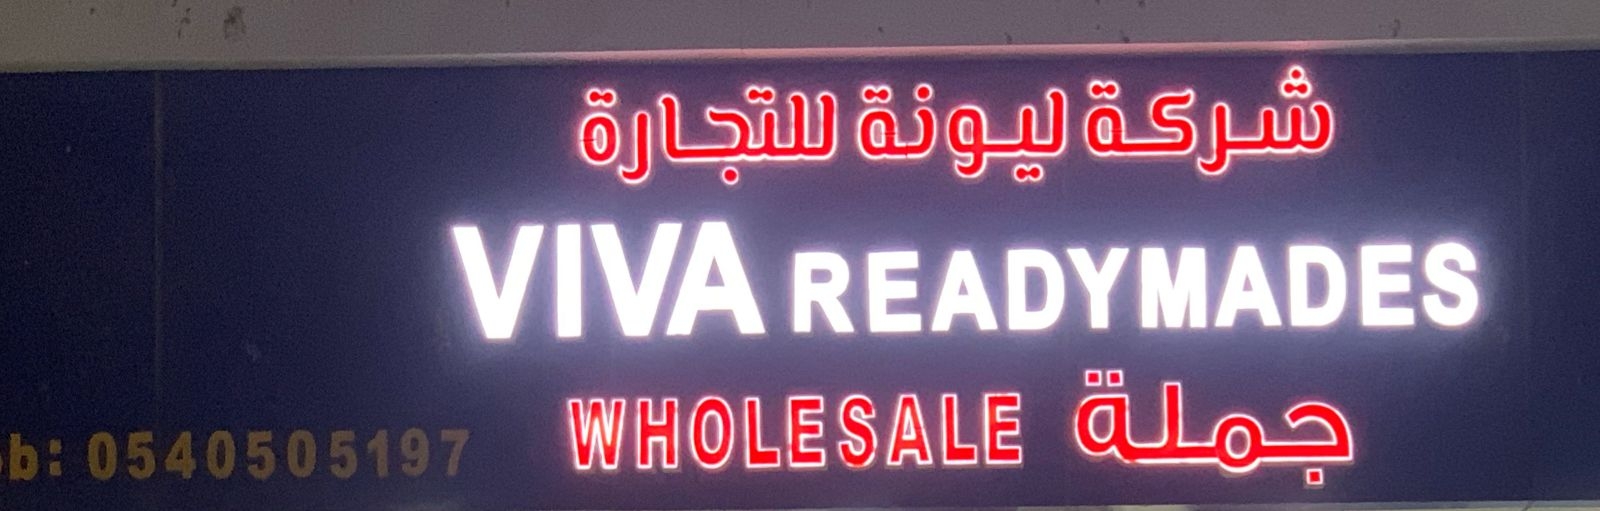 شركة ليونة للتجارة
VIVA READYMADES
WHOLESALE جملة
b: 0540505197